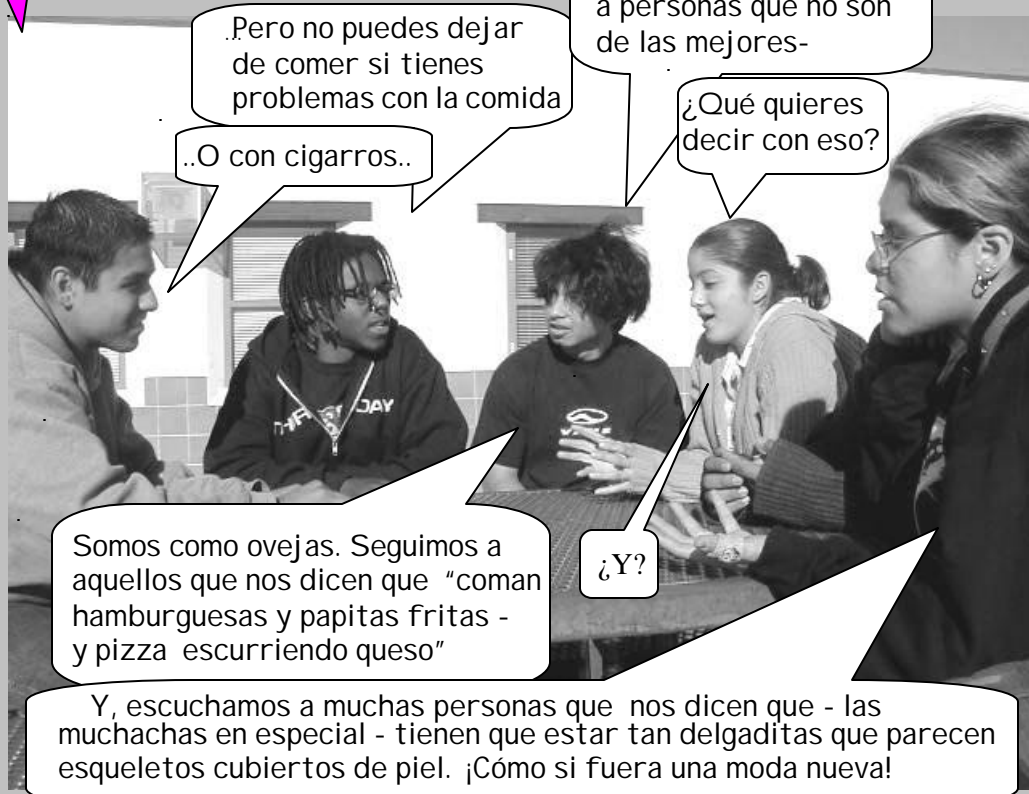 ...Pero no puedes dejar
de comer si tienes
problemas con la comida
a personas que no son
de las mejores-
..O con cigarros..
¿Qué quieres
decir con eso?
Somos como ovejas. Seguimos a
aquellos que nos dicen que "coman
hamburguesas y papitas fritas -
y pizza escurriendo queso"
¿Y?
Y, escuchamos a muchas personas que nos dicen que - las
muchachas en especial - tienen que estar tan delgaditas que parecen
esqueletos cubiertos de piel. ¡Cómo si fuera una moda nueva!